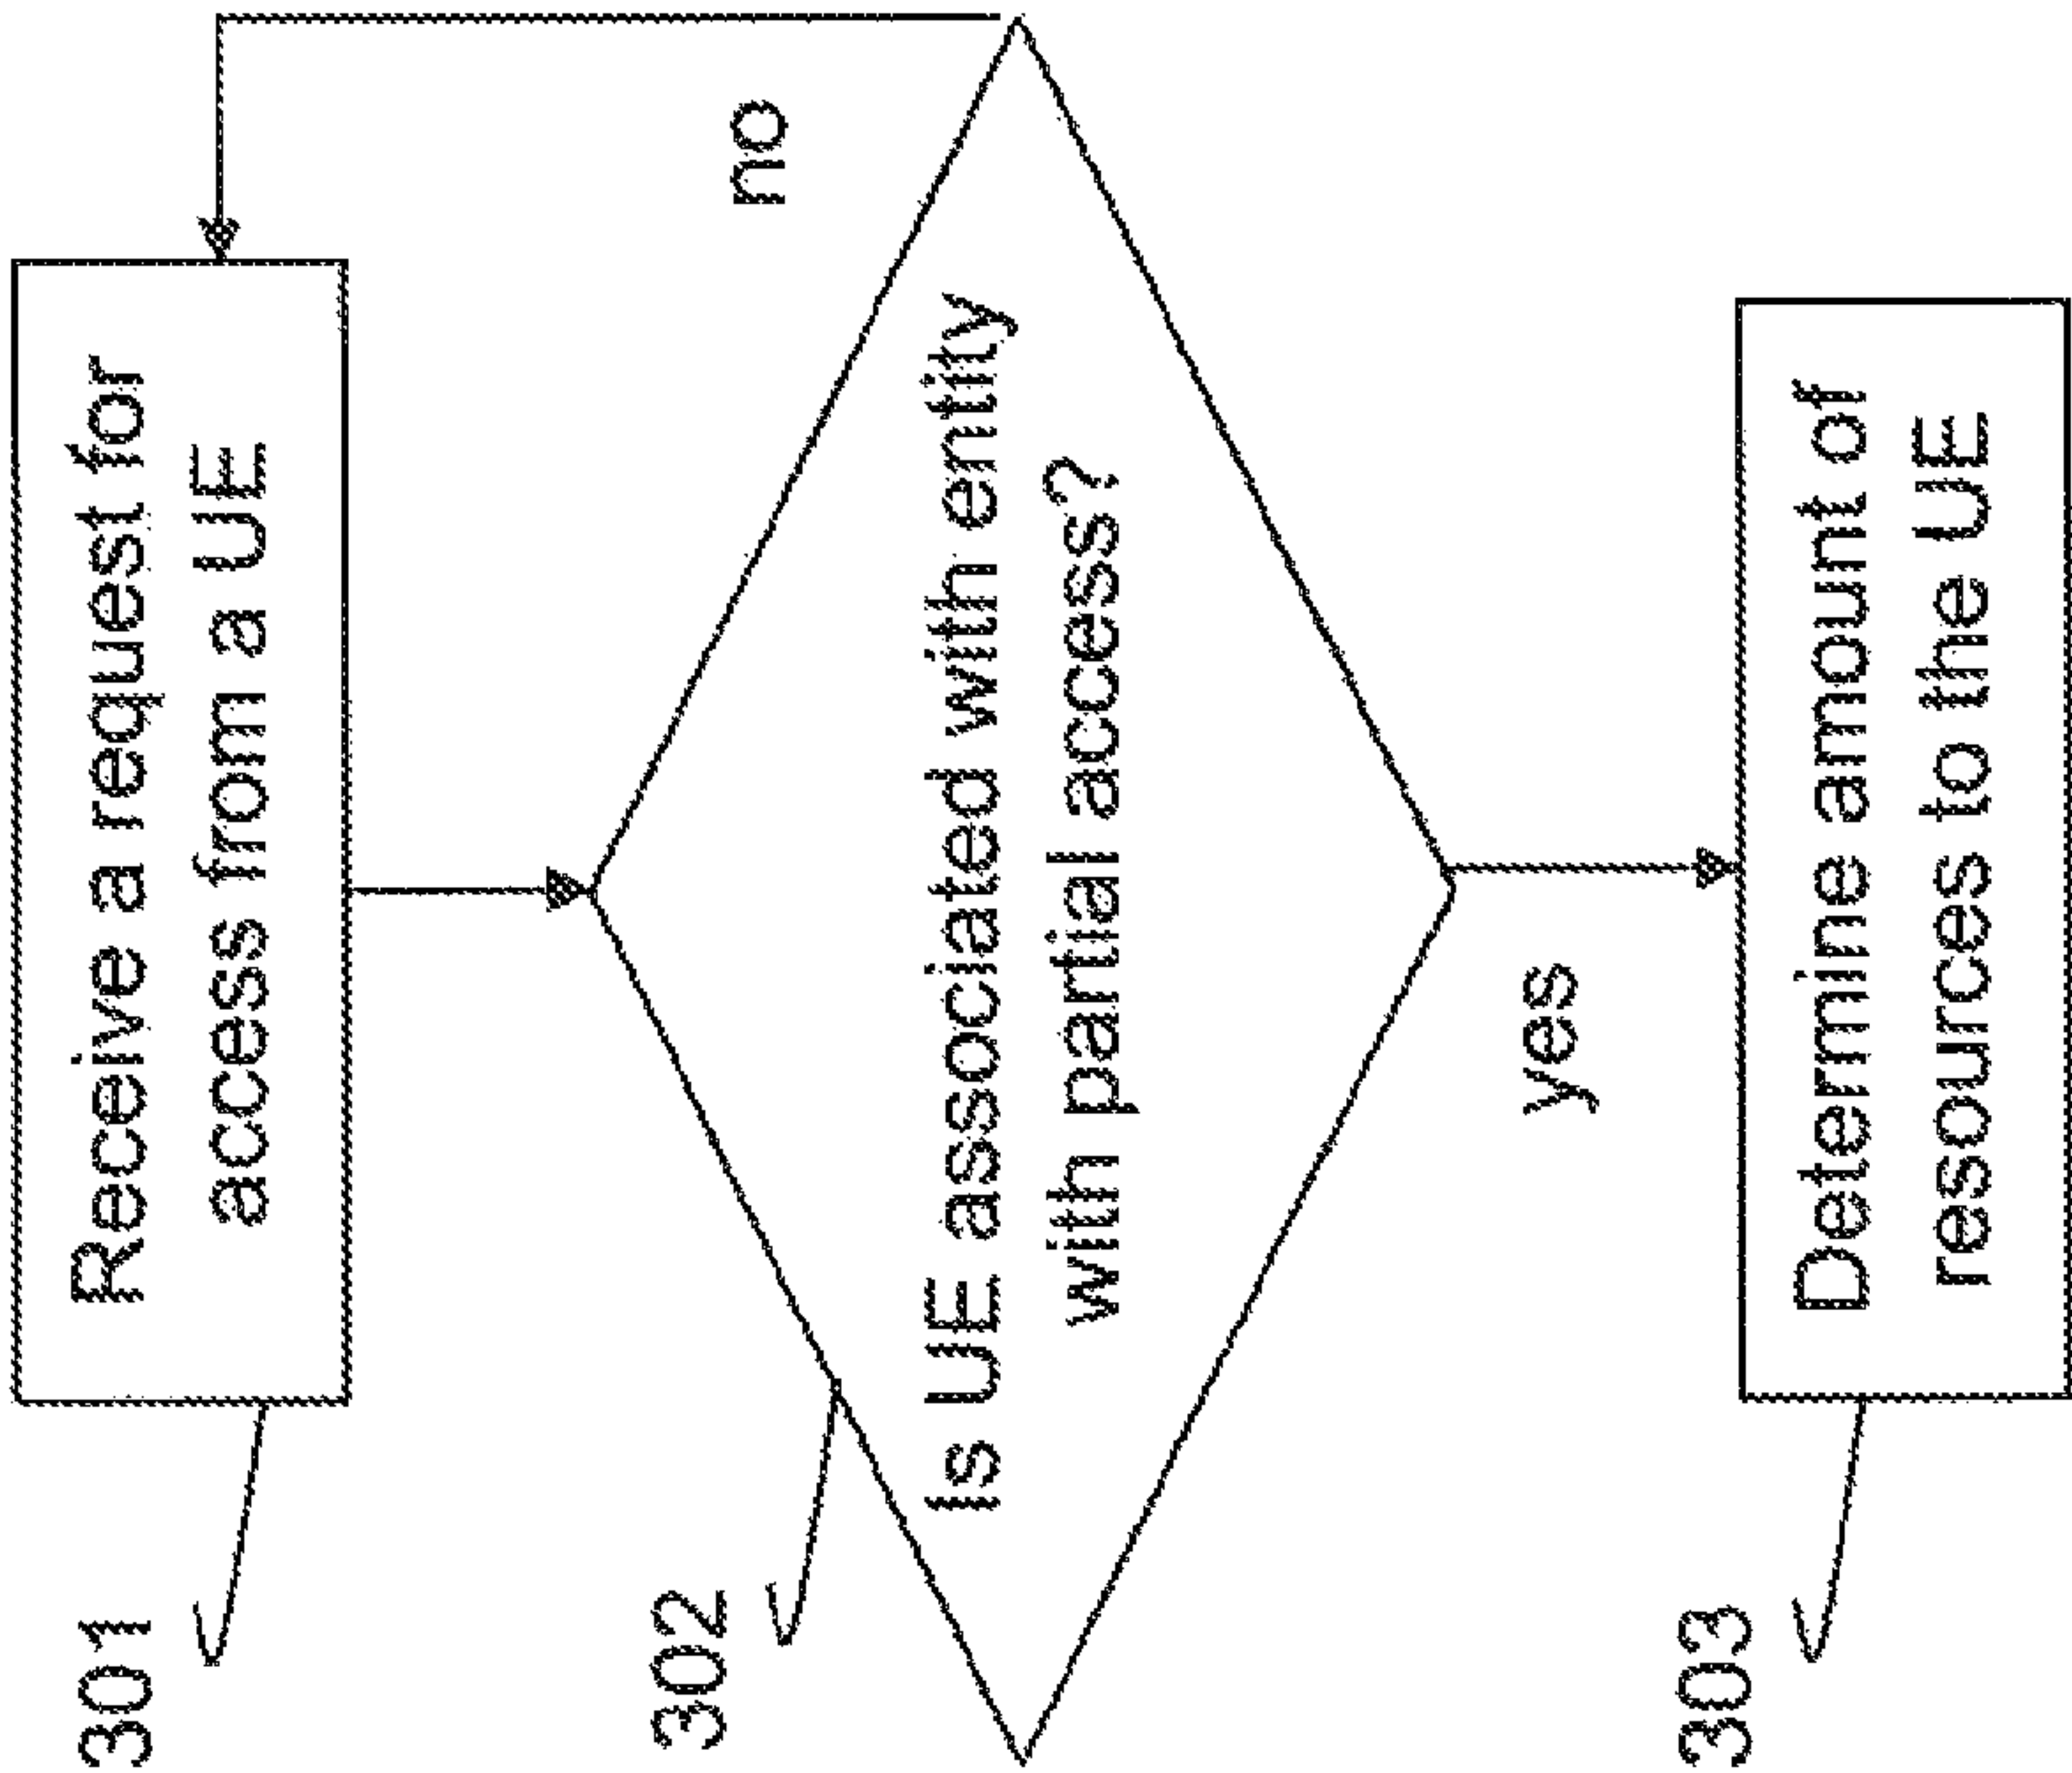 301
Receive a request for
access from a UE
302
no
Is UE associated with entity
with partial access?
yes
303
Determine amount of
resources to the UE